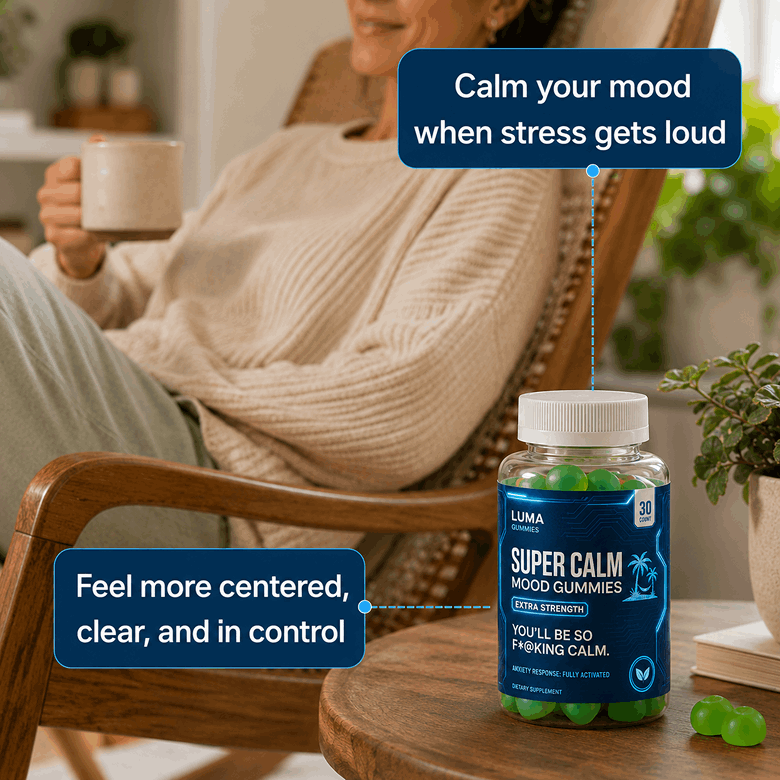 Calm your mood
when stress gets loud
LUMA
GUMMIES
30
COUNT
SUPER CALM
MOOD GUMMIES
EXTRA STRENGTH
YOU'LL BE SO
F*@KING CALM.
ANXIETY RESPONSE: FULLY ACTIVATED
DIETARY SUPPLEMENT
Feel more centered,
clear, and in control